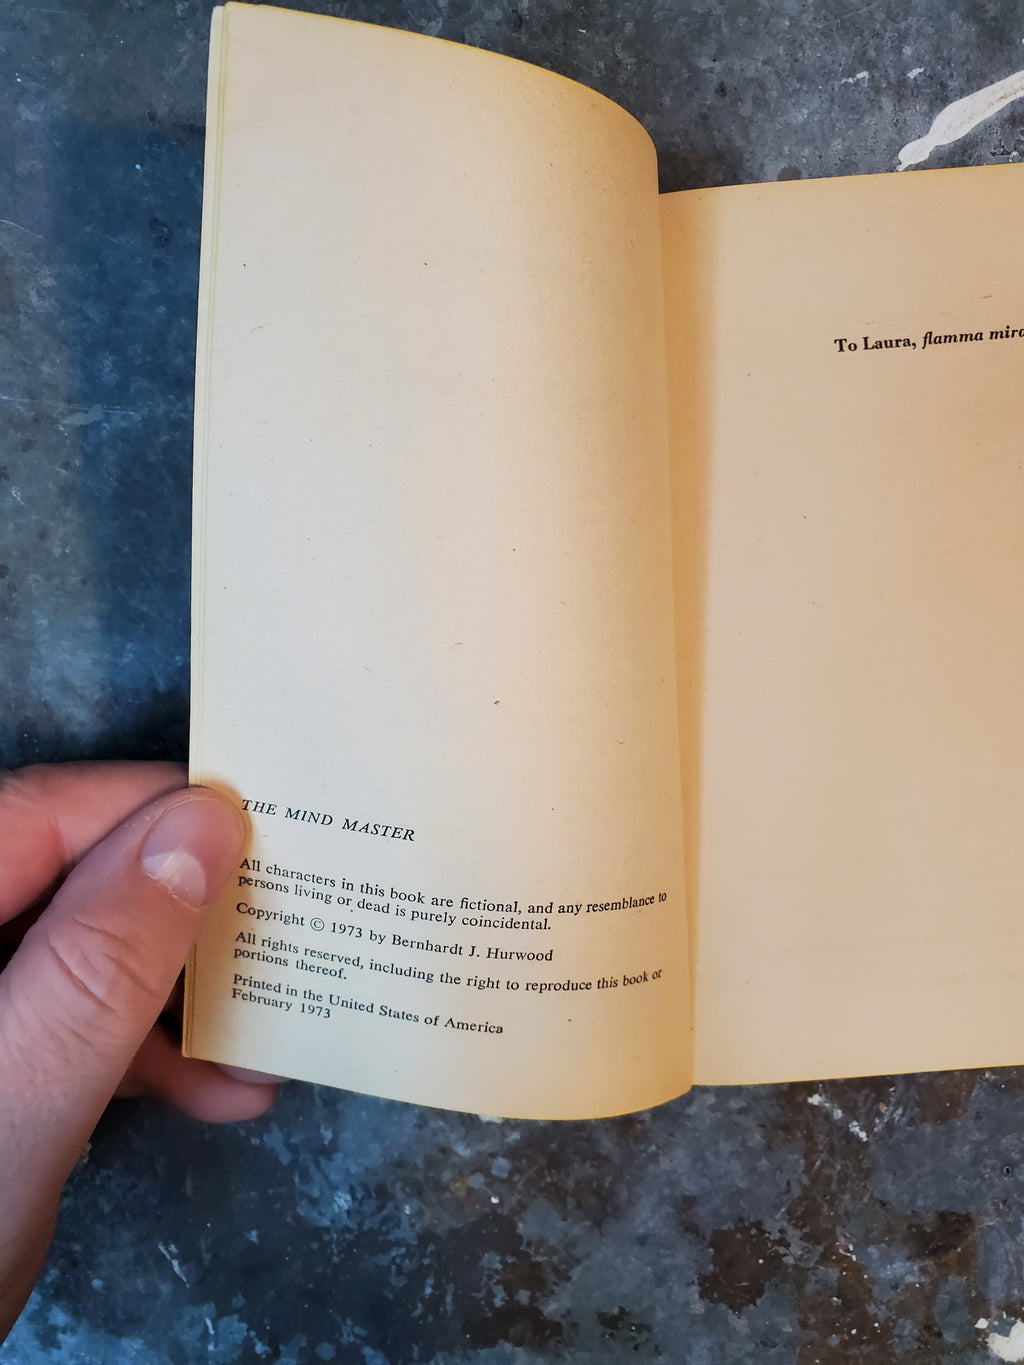 THE MIND MASTER
All characters in this book are fictional, and any resemblance to
persons living or dead is purely coincidental.
Copyright © 1973 by Bernhardt J. Hurwood
All rights reserved, including the right to reproduce this book or
portions thereof.
Printed in the United States of America
February 1973
To Laura, flamma